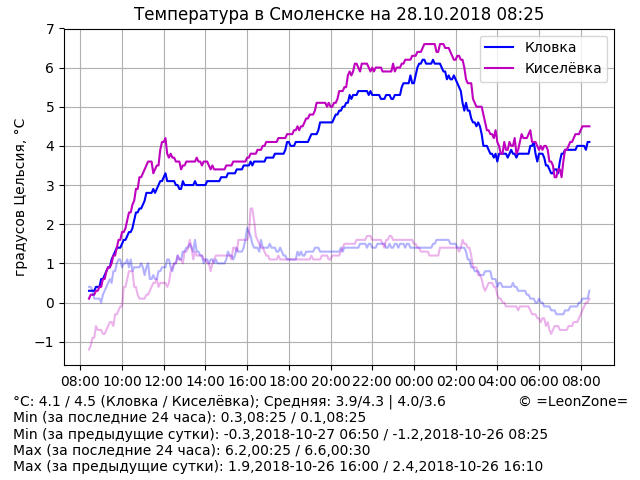 Температура в Смоленске на 28.10.2018 08:25
Кловка
Киселёвка
градусов Цельсия, °C
7
6
5
4
3
2
1
0
−1
08:00 10:00 12:00 14:00 16:00 18:00 20:00 22:00 00:00 02:00 04:00 06:00 08:00
°C: 4.1 / 4.5 (Кловка / Киселёвка); Средняя: 3.9/4.3 | 4.0/3.6 © =LeonZone=
Min (за последние 24 часа): 0.3,08:25 / 0.1,08:25
Min (за предыдущие сутки): -0.3,2018-10-27 06:50 / -1.2,2018-10-26 08:25
Max (за последние 24 часа): 6.2,00:25 / 6.6,00:30
Max (за предыдущие сутки): 1.9,2018-10-26 16:00 / 2.4,2018-10-26 16:10